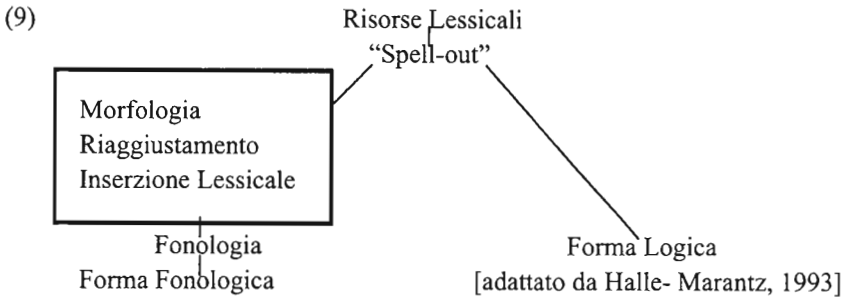 (9)
Risorse Lessicali
“Spell-out”
Morfologia
Riaggiustamento
Inserzione Lessicale
Fonologia
Forma Fonologica
Forma Logica
[adattato da Halle- Marantz, 1993]